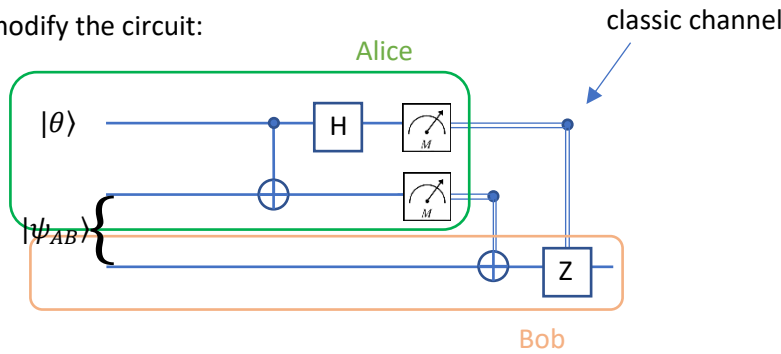 modify the circuit:
classic channel
Alice
|θ⟩
H
M
M
|ψ_AB⟩
Z
Bob